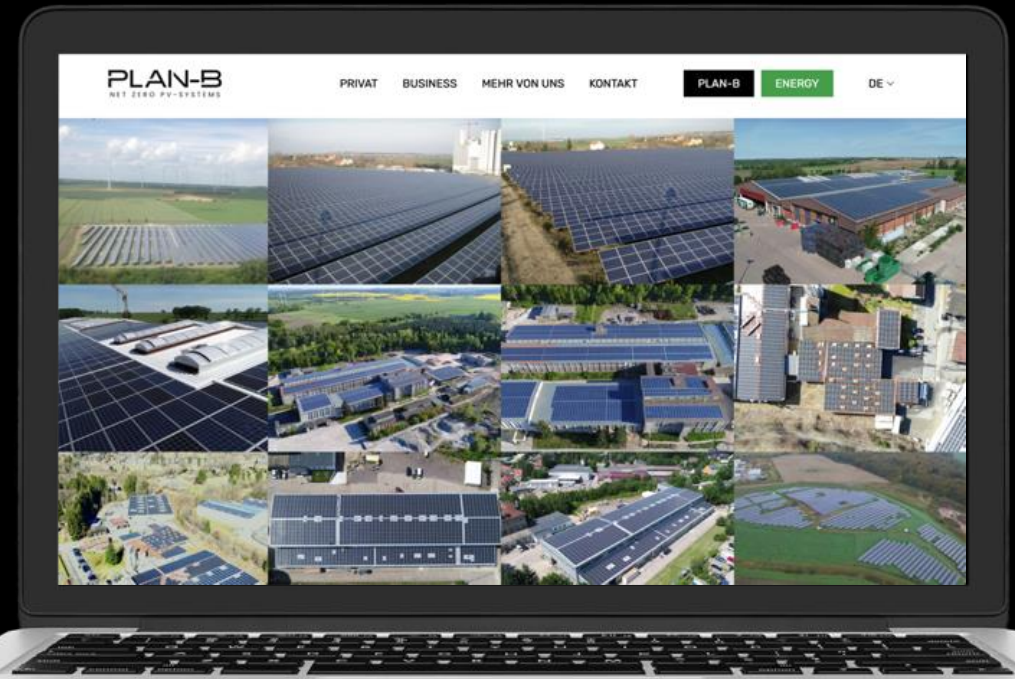 PLAN-B
NET ZERO PV-SYSTEMS
PRIVAT BUSINESS MEHR VON UNS KONTAKT PLAN-B ENERGY DE